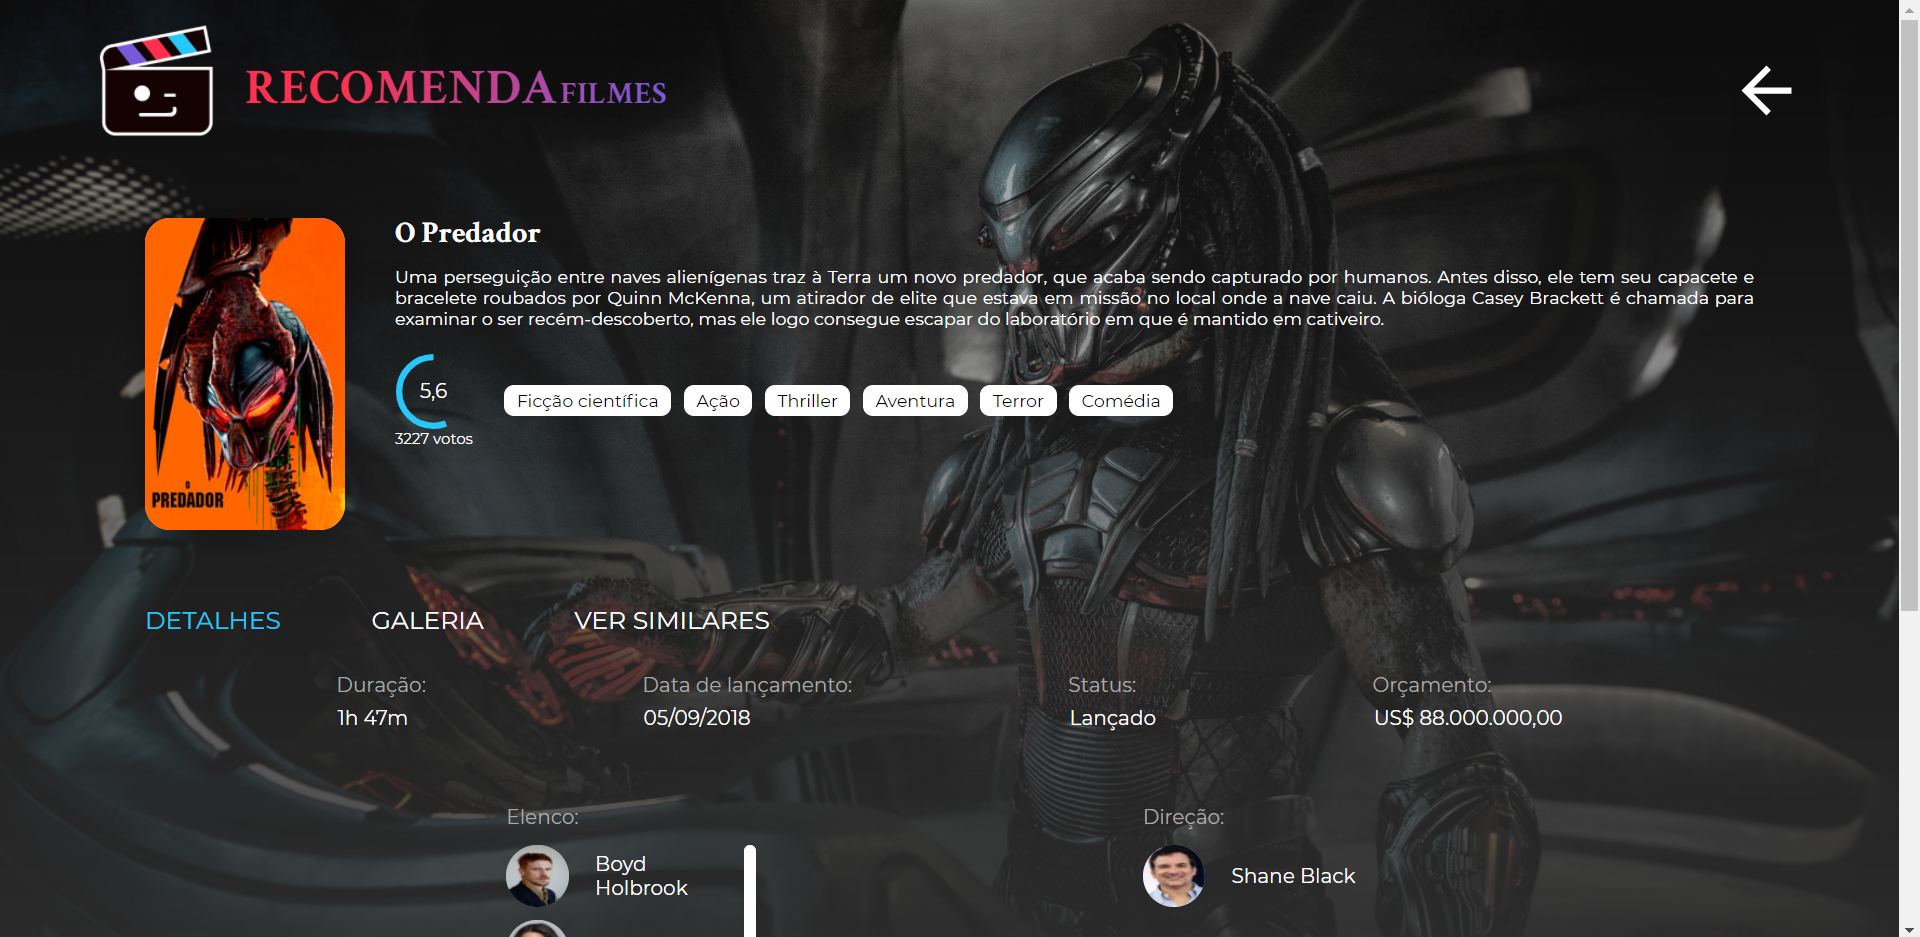 RECOMENDA FILMES
O Predador
Uma perseguição entre naves alienígenas traz à Terra um novo predador, que acaba sendo capturado por humanos. Antes disso, ele tem seu capacete e
bracelete roubados por Quinn McKenna, um atirador de elite que estava em missão no local onde a nave caiu. A bióloga Casey Brackett é chamada para
examinar o ser recém-descoberto, mas ele logo consegue escapar do laboratório em que é mantido em cativeiro.
5,6
3227 votos
Ficção científica Ação Thriller Aventura Terror Comédia
O
PREDADOR
DETALHES GALERIA VER SIMILARES
Duração: Data de lançamento: Status: Orçamento:
1h 47m 05/09/2018 Lançado US$ 88.000.000,00
Elenco: Direção:
Boyd
Holbrook
Shane Black